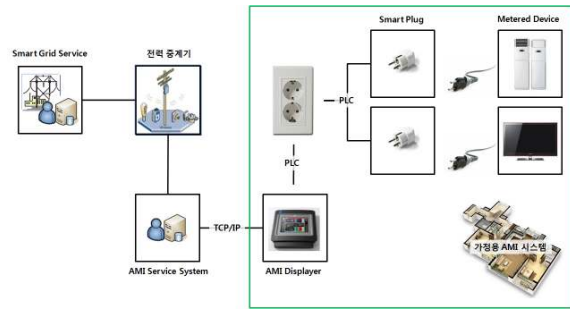 Smart Plug
Metered Device
Smart Grid Service
전력 중계기
PLC
PLC
TCP/IP
가정용 AMI 시스템
AMI Service System
AMI Displayer